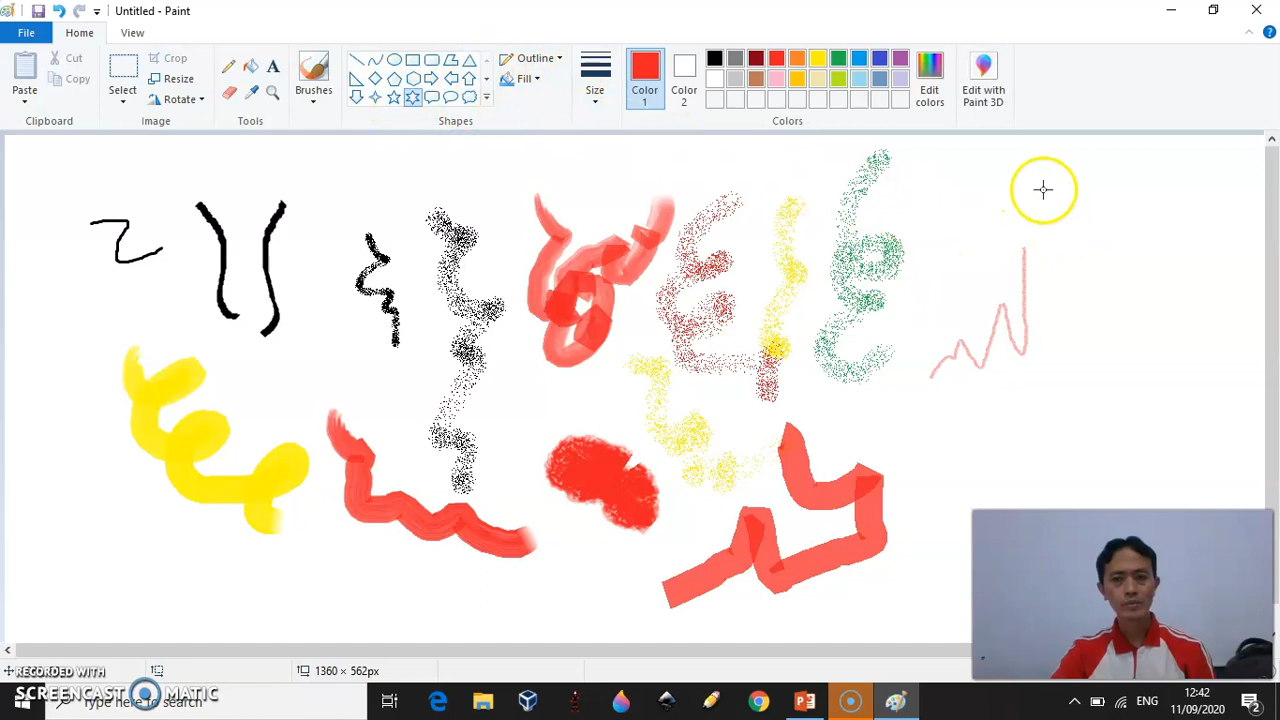 Untitled - Paint
File
Home
View
Paste
Cut
Copy
Clipboard
Select
Crop
Resize
Rotate
Image
A
Tools
Brushes
Outline
Fill
Shapes
Size
Color 1
Color 2
Edit colors
Colors
Edit with Paint 3D
1360 × 562px
RECORDED WITH
SCREENCAST MATIC
Type here to search
ENG
12:42
11/09/2020
2